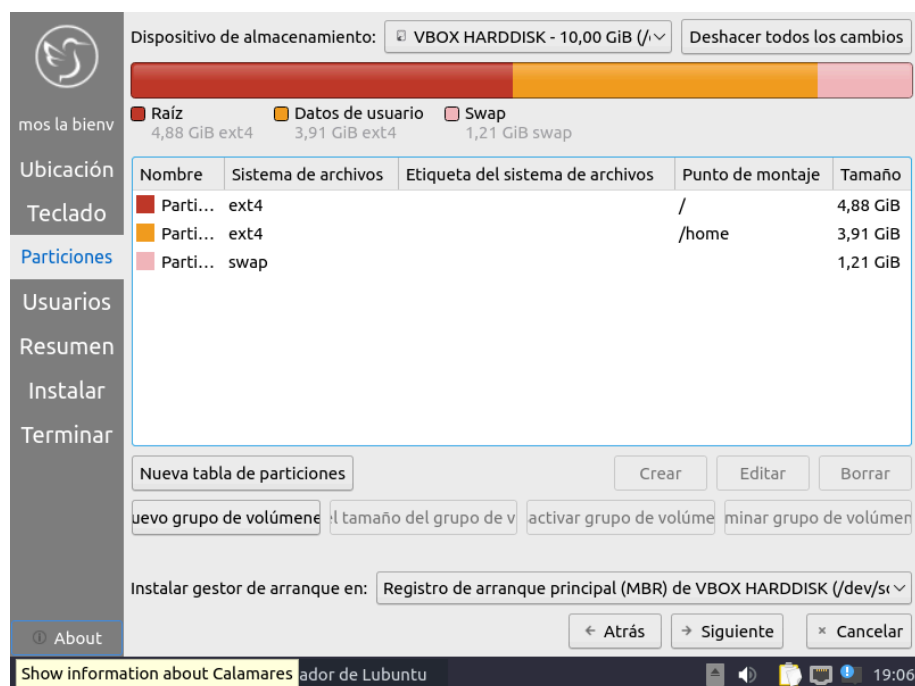 Dispositivo de almacenamiento: VBOX HARDDISK - 10,00 GiB (/ Deshacer todos los cambios
Raíz Datos de usuario Swap
4,88 GiB ext4 3,91 GiB ext4 1,21 GiB swap
mos la bienv
Ubicación
Teclado
Particiones
Usuarios
Resumen
Instalar
Terminar
About
Nombre Sistema de archivos Etiqueta del sistema de archivos Punto de montaje Tamaño
Parti... ext4 / 4,88 GiB
Parti... ext4 /home 3,91 GiB
Parti... swap 1,21 GiB
Nueva tabla de particiones Crear Editar Borrar
uevo grupo de volúmene l tamaño del grupo de v activar grupo de volúme minar grupo de volúmen
Instalar gestor de arranque en: Registro de arranque principal (MBR) de VBOX HARDDISK (/dev/s
← Atrás → Siguiente × Cancelar
Show information about Calamares ador de Lubuntu 19:06